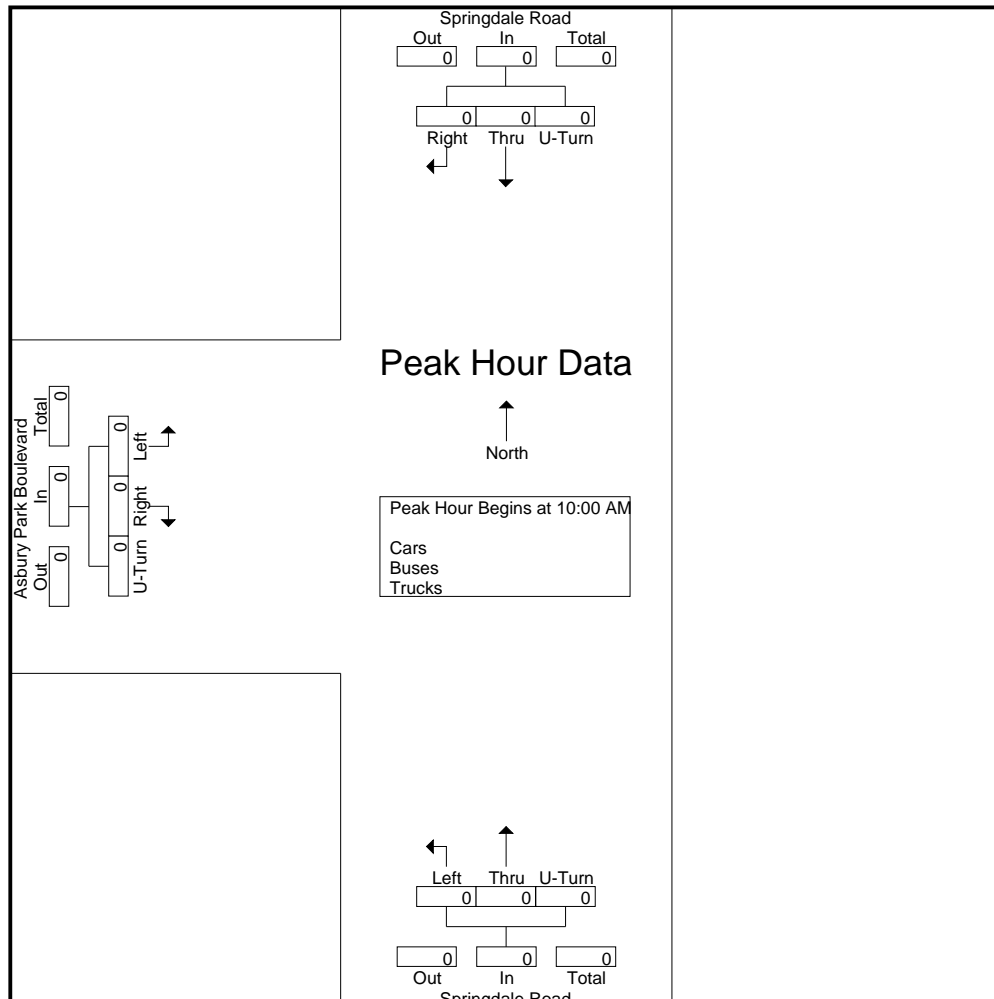 Springdale Road
Out In Total
0 0 0
0 0 0
Right Thru U-Turn
Peak Hour Data
North
Peak Hour Begins at 10:00 AM
Cars
Buses
Trucks
Asbury Park Boulevard
Out In Total
0 0 0
0 0 0
U-Turn Right Left
Left Thru U-Turn
0 0 0
0 0 0
Out In Total
Springdale Road